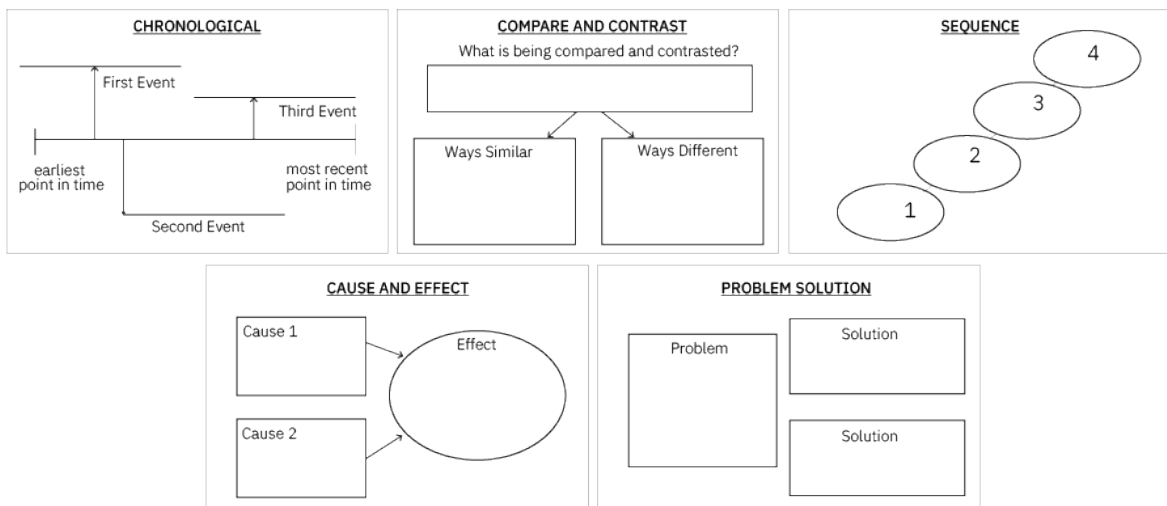 CHRONOLOGICAL
First Event
Third Event
earliest
point in time
most recent
point in time
Second Event
COMPARE AND CONTRAST
What is being compared and contrasted?
Ways Similar
Ways Different
SEQUENCE
4
3
2
1
CAUSE AND EFFECT
Cause 1
Effect
Cause 2
PROBLEM SOLUTION
Problem
Solution
Solution